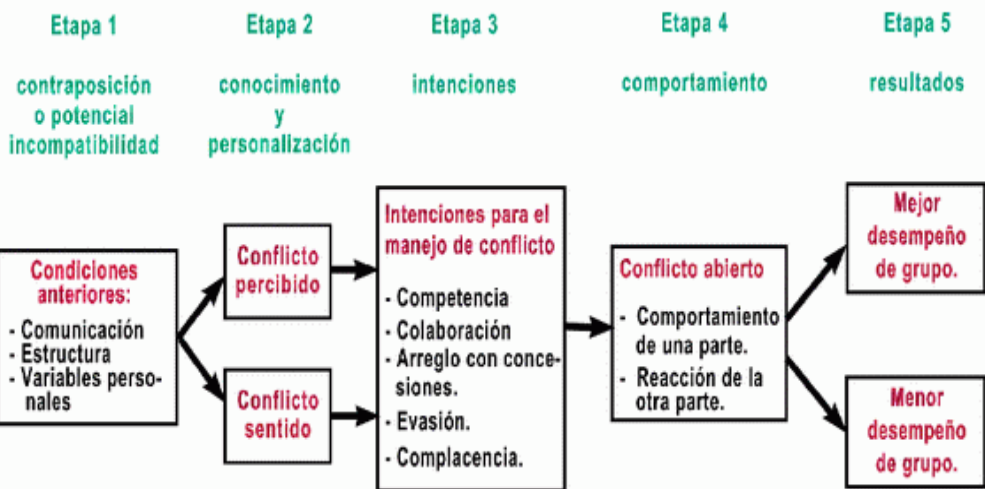 Etapa 1
contraposición
o potencial
incompatibilidad
Etapa 2
conocimiento
y
personalización
Etapa 3
intenciones
Etapa 4
comportamiento
Etapa 5
resultados
Condiciones
anteriores:
- Comunicación
- Estructura
- Variables perso-
nales
Conflicto
percibido
Conflicto
sentido
Intenciones para el
manejo de conflicto
- Competencia
- Colaboración
- Arreglo con conce-
siones.
- Evasión.
- Complacencia.
Conflicto abierto
- Comportamiento
de una parte.
- Reacción de la
otra parte.
Mejor
desempeño
de grupo.
Menor
desempeño
de grupo.